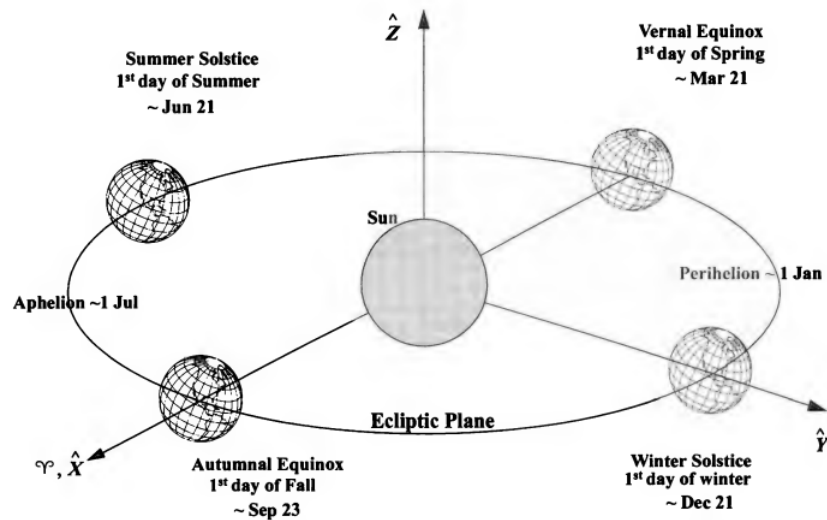 Ẑ
Vernal Equinox
1st day of Spring
~ Mar 21
Summer Solstice
1st day of Summer
~ Jun 21
Sun
Perihelion ~ 1 Jan
Aphelion ~1 Jul
Ecliptic Plane
♈, X̂
Ŷ
Autumnal Equinox
1st day of Fall
~ Sep 23
Winter Solstice
1st day of winter
~ Dec 21